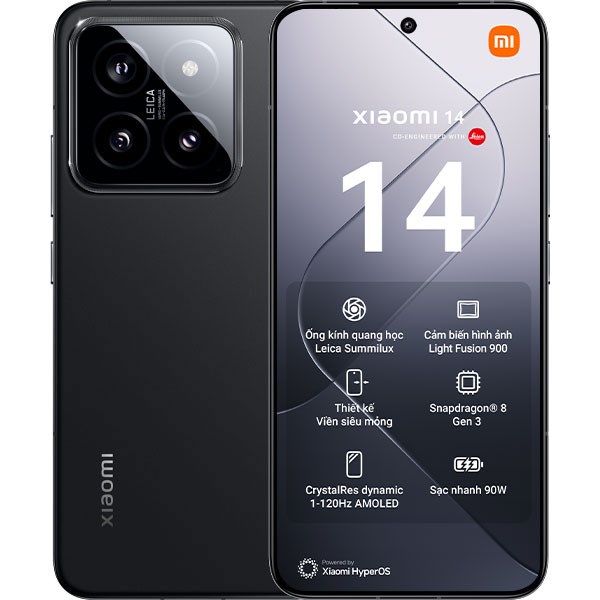 LEICA
xiaomi
mi
xiaomi 14
CO-ENGINEERED WITH Leica
14
Ống kính quang học
Leica Summilux
Cảm biến hình ảnh
Light Fusion 900
Thiết kế
Viền siêu mỏng
Snapdragon® 8
Gen 3
CrystalRes dynamic
1-120Hz AMOLED
Sạc nhanh 90W
Powered by
Xiaomi HyperOS